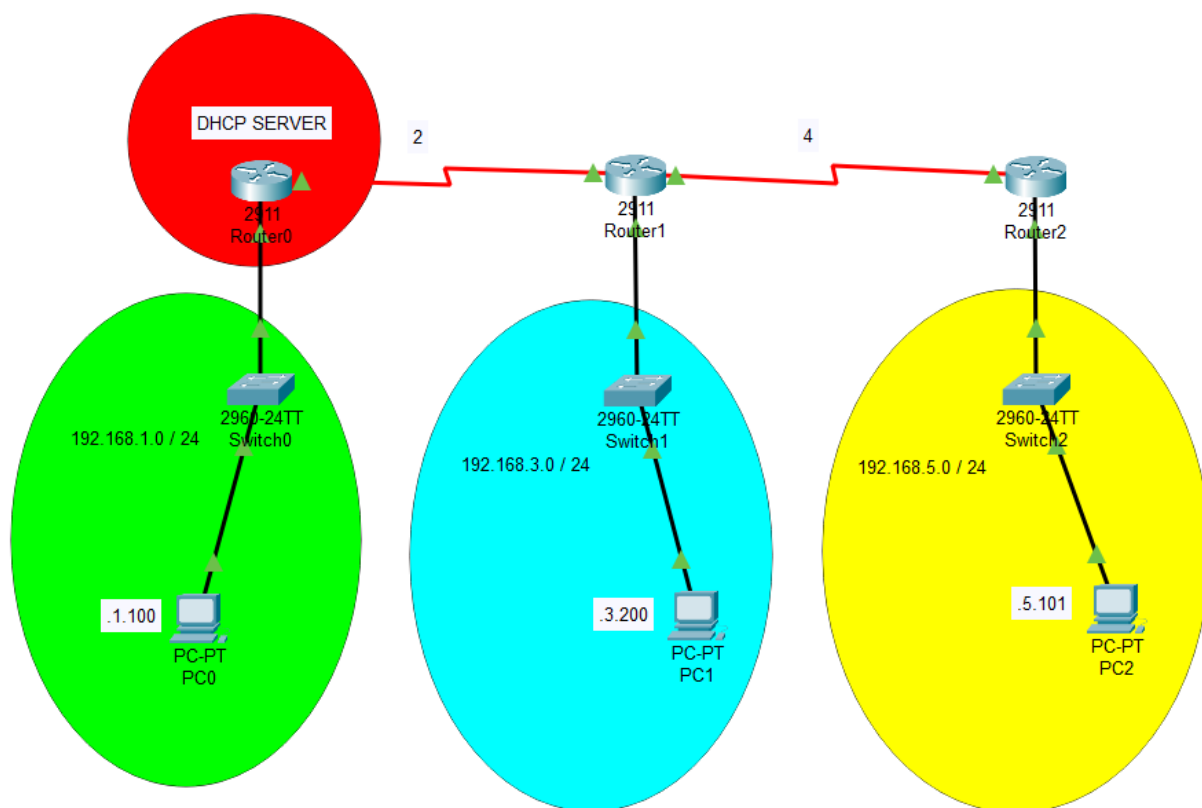 DHCP SERVER
2
4
2911
Router0
2911
Router1
2911
Router2
2960-24TT
Switch0
192.168.1.0 / 24
2960-24TT
Switch1
192.168.3.0 / 24
2960-24TT
Switch2
192.168.5.0 / 24
.1.100
PC-PT
PC0
.3.200
PC-PT
PC1
.5.101
PC-PT
PC2